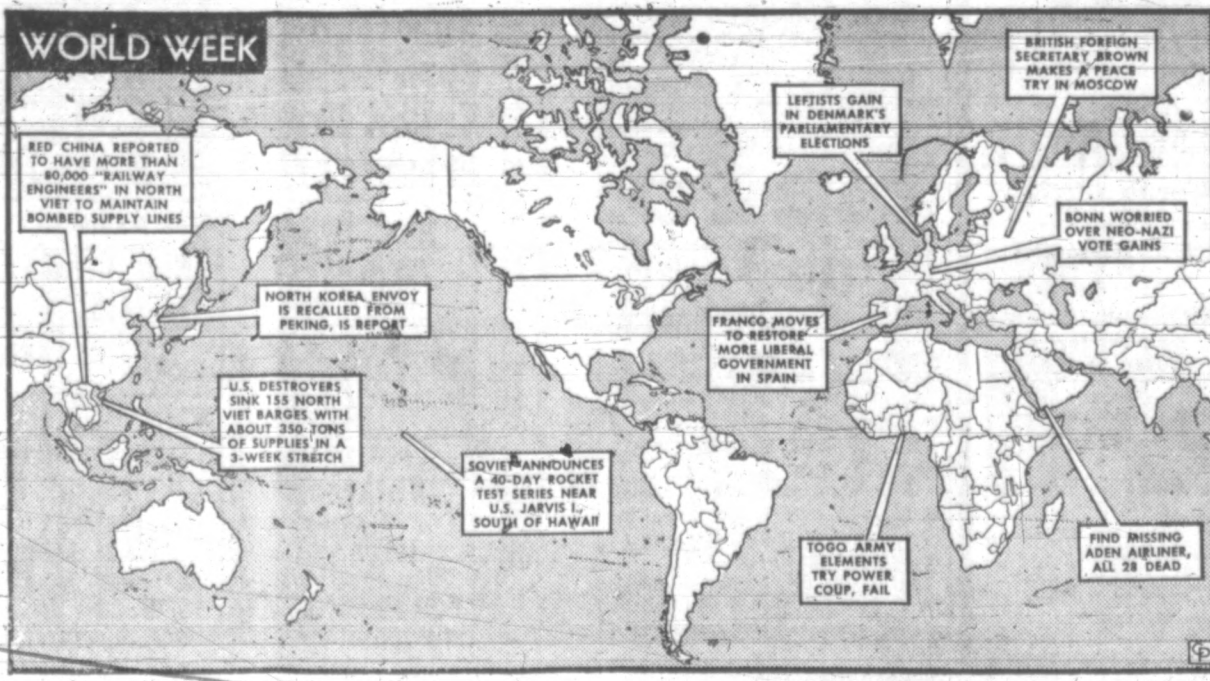 WORLD WEEK
RED CHINA REPORTED
TO HAVE MORE THAN
80,000 "RAILWAY
ENGINEERS" IN NORTH
VIET TO MAINTAIN
BOMBED SUPPLY LINES
NORTH KOREA ENVOY
IS RECALLED FROM
PEKING, IS REPORT
U.S. DESTROYERS
SINK 155 NORTH
VIET BARGES WITH
ABOUT 350 TONS
OF SUPPLIES IN A
3-WEEK STRETCH
SOVIET ANNOUNCES
A 40-DAY ROCKET
TEST SERIES NEAR
U.S. JARVIS I.,
SOUTH OF HAWAII
LEFTISTS GAIN
IN DENMARK'S
PARLIAMENTARY
ELECTIONS
BRITISH FOREIGN
SECRETARY BROWN
MAKES A PEACE
TRY IN MOSCOW
BONN WORRIED
OVER NEO-NAZI
VOTE GAINS
FRANCO MOVES
TO RESTORE
MORE LIBERAL
GOVERNMENT
IN SPAIN
TOGO ARMY
ELEMENTS
TRY POWER
COUP, FAIL
FIND MISSING
ADEN AIRLINER,
ALL 28 DEAD
CP